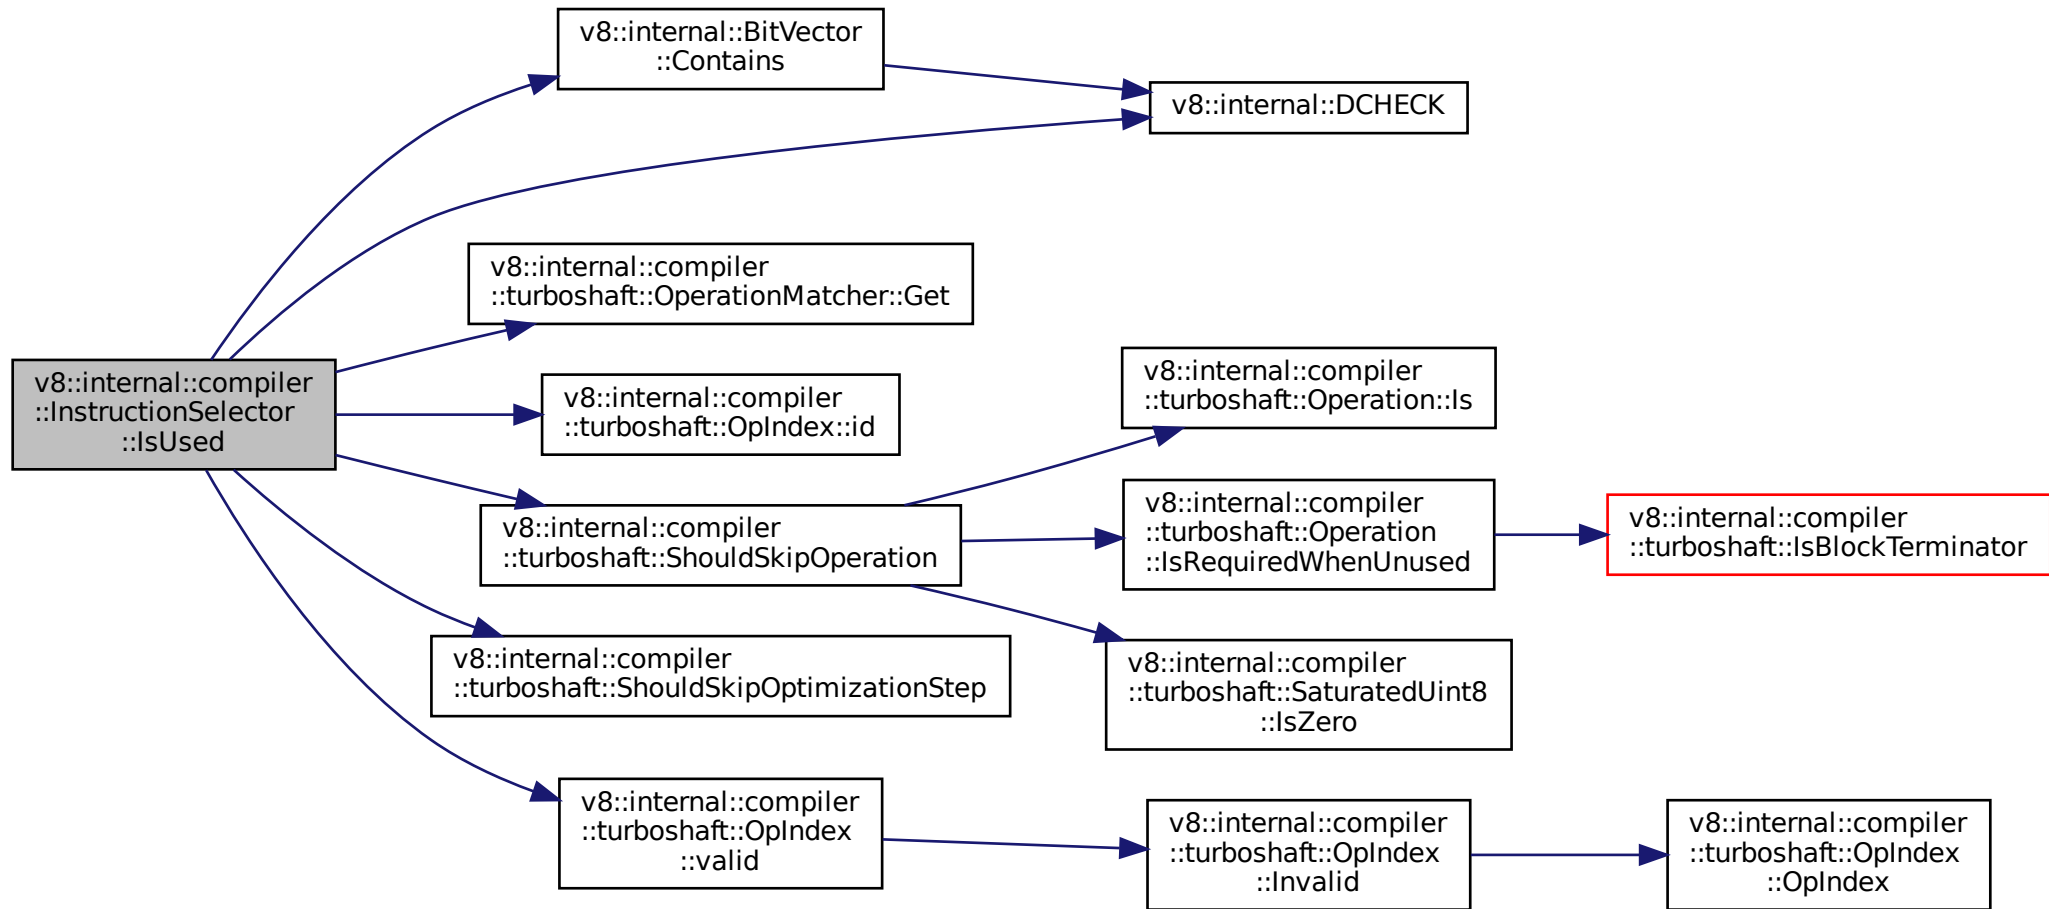 v8::internal::BitVector
::Contains
v8::internal::DCHECK
v8::internal::compiler
::turboshaft::OperationMatcher::Get
v8::internal::compiler
::InstructionSelector
::IsUsed
v8::internal::compiler
::turboshaft::OpIndex::id
v8::internal::compiler
::turboshaft::Operation::Is
v8::internal::compiler
::turboshaft::ShouldSkipOperation
v8::internal::compiler
::turboshaft::Operation
::IsRequiredWhenUnused
v8::internal::compiler
::turboshaft::IsBlockTerminator
v8::internal::compiler
::turboshaft::ShouldSkipOptimizationStep
v8::internal::compiler
::turboshaft::SaturatedUint8
::IsZero
v8::internal::compiler
::turboshaft::OpIndex
::valid
v8::internal::compiler
::turboshaft::OpIndex
::Invalid
v8::internal::compiler
::turboshaft::OpIndex
::OpIndex